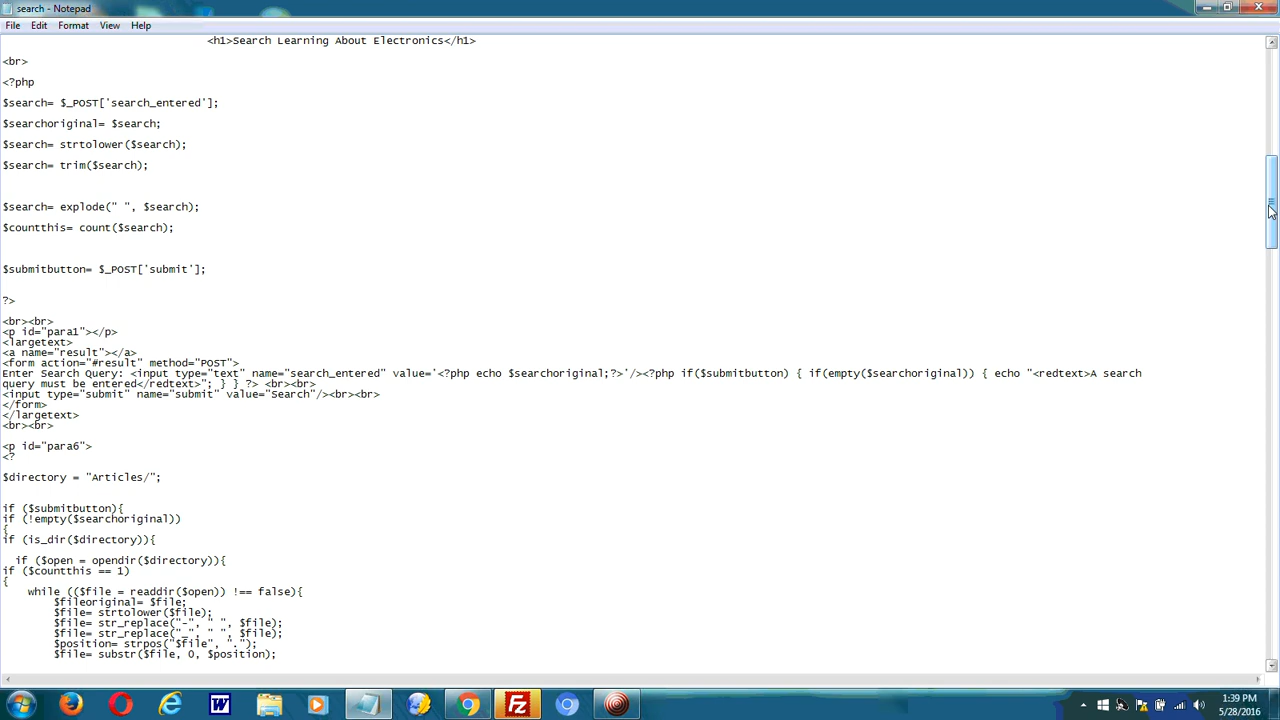 search - Notepad
File Edit Format View Help
<h1>Search Learning About Electronics</h1>
<br>
<?php
$search= $_POST['search_entered'];
$searchoriginal= $search;
$search= strtolower($search);
$search= trim($search);
$search= explode(" ", $search);
$countthis= count($search);
$submitbutton= $_POST['submit'];
?>
<br><br>
<p id="para1"></p>
<largetext>
<a name="result"></a>
<form action="#result" method="POST">
Enter Search Query: <input type="text" name="search_entered" value='<?php echo $searchoriginal;?>'/><?php if($submitbutton) { if(empty($searchoriginal)) { echo "<redtext>A search
query must be entered</redtext>"; } } ?> <br><br>
<input type="submit" name="submit" value="Search"/><br><br>
</form>
</largetext>
<br><br>
<p id="para6">
<?
$directory = "Articles/";
if ($submitbutton){
if (!empty($searchoriginal))
{
if (is_dir($directory)){
if ($open = opendir($directory)){
if ($countthis == 1)
{
while (($file = readdir($open)) !== false){
$fileoriginal= $file;
$file= strtolower($file);
$file= str_replace("-", " ", $file);
$file= str_replace("_", " ", $file);
$position= strpos("$file", ".");
$file= substr($file, 0, $position);
W
FZ
1:39 PM
5/28/2016